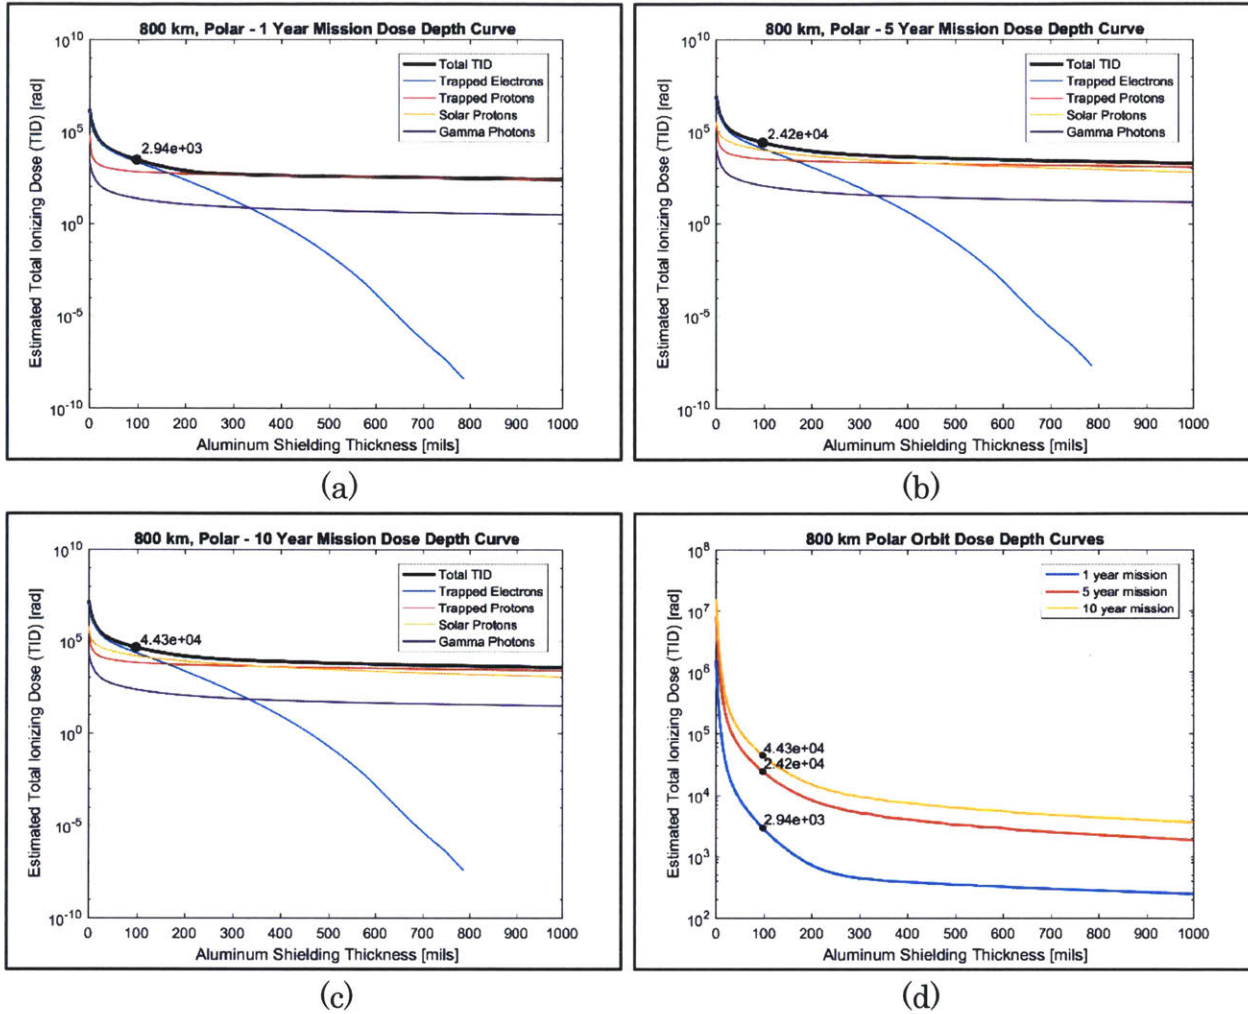 800 km, Polar - 1 Year Mission Dose Depth Curve
Estimated Total Ionizing Dose (TID) [rad]
10^10
10^5
10^0
10^-5
10^-10
2.94e+03
Total TID
Trapped Electrons
Trapped Protons
Solar Protons
Gamma Photons
0 100 200 300 400 500 600 700 800 900 1000
Aluminum Shielding Thickness [mils]
(a)
800 km, Polar - 5 Year Mission Dose Depth Curve
Estimated Total Ionizing Dose (TID) [rad]
10^10
10^5
10^0
10^-5
10^-10
2.42e+04
Total TID
Trapped Electrons
Trapped Protons
Solar Protons
Gamma Photons
0 100 200 300 400 500 600 700 800 900 1000
Aluminum Shielding Thickness [mils]
(b)
800 km, Polar - 10 Year Mission Dose Depth Curve
Estimated Total Ionizing Dose (TID) [rad]
10^10
10^5
10^0
10^-5
10^-10
4.43e+04
Total TID
Trapped Electrons
Trapped Protons
Solar Protons
Gamma Photons
0 100 200 300 400 500 600 700 800 900 1000
Aluminum Shielding Thickness [mils]
(c)
800 km Polar Orbit Dose Depth Curves
Estimated Total Ionizing Dose (TID) [rad]
10^8
10^7
10^6
10^5
10^4
10^3
10^2
4.43e+04
2.42e+04
2.94e+03
1 year mission
5 year mission
10 year mission
0 100 200 300 400 500 600 700 800 900 1000
Aluminum Shielding Thickness [mils]
(d)